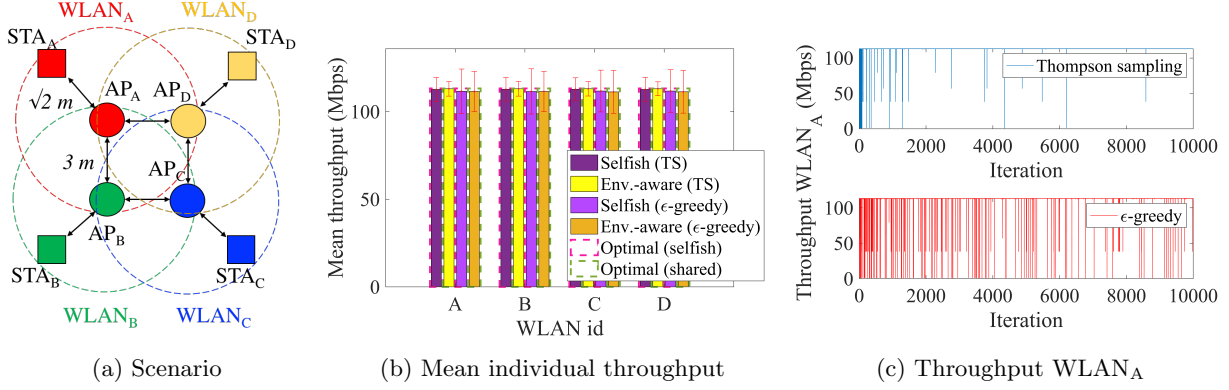 WLAN_A
WLAN_D
STA_A
STA_D
AP_A
AP_D
√2 m
3 m
AP_C
AP_B
STA_B
STA_C
WLAN_B
WLAN_C
(a) Scenario
Mean throughput (Mbps)
100
50
0
Selfish (TS)
Env.-aware (TS)
Selfish (ϵ-greedy)
Env.-aware (ϵ-greedy)
Optimal (selfish)
Optimal (shared)
A B C D
WLAN id
(b) Mean individual throughput
Throughput WLAN_A (Mbps)
100
50
0
Thompson sampling
0 2000 4000 6000 8000 10000
Iteration
100
50
0
ϵ-greedy
0 2000 4000 6000 8000 10000
Iteration
(c) Throughput WLAN_A